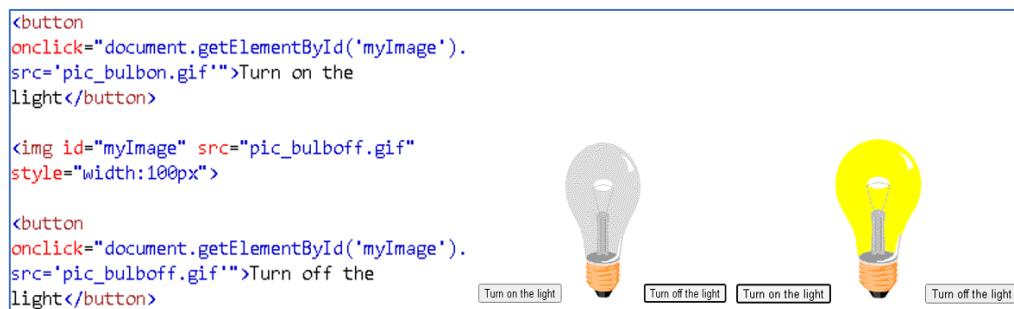 <button
onclick="document.getElementById('myImage').
src='pic_bulbon.gif'">Turn on the
light</button>
<img id="myImage" src="pic_bulboff.gif"
style="width:100px">
<button
onclick="document.getElementById('myImage').
src='pic_bulboff.gif'">Turn off the
light</button>
Turn on the light
Turn off the light
Turn on the light
Turn off the light